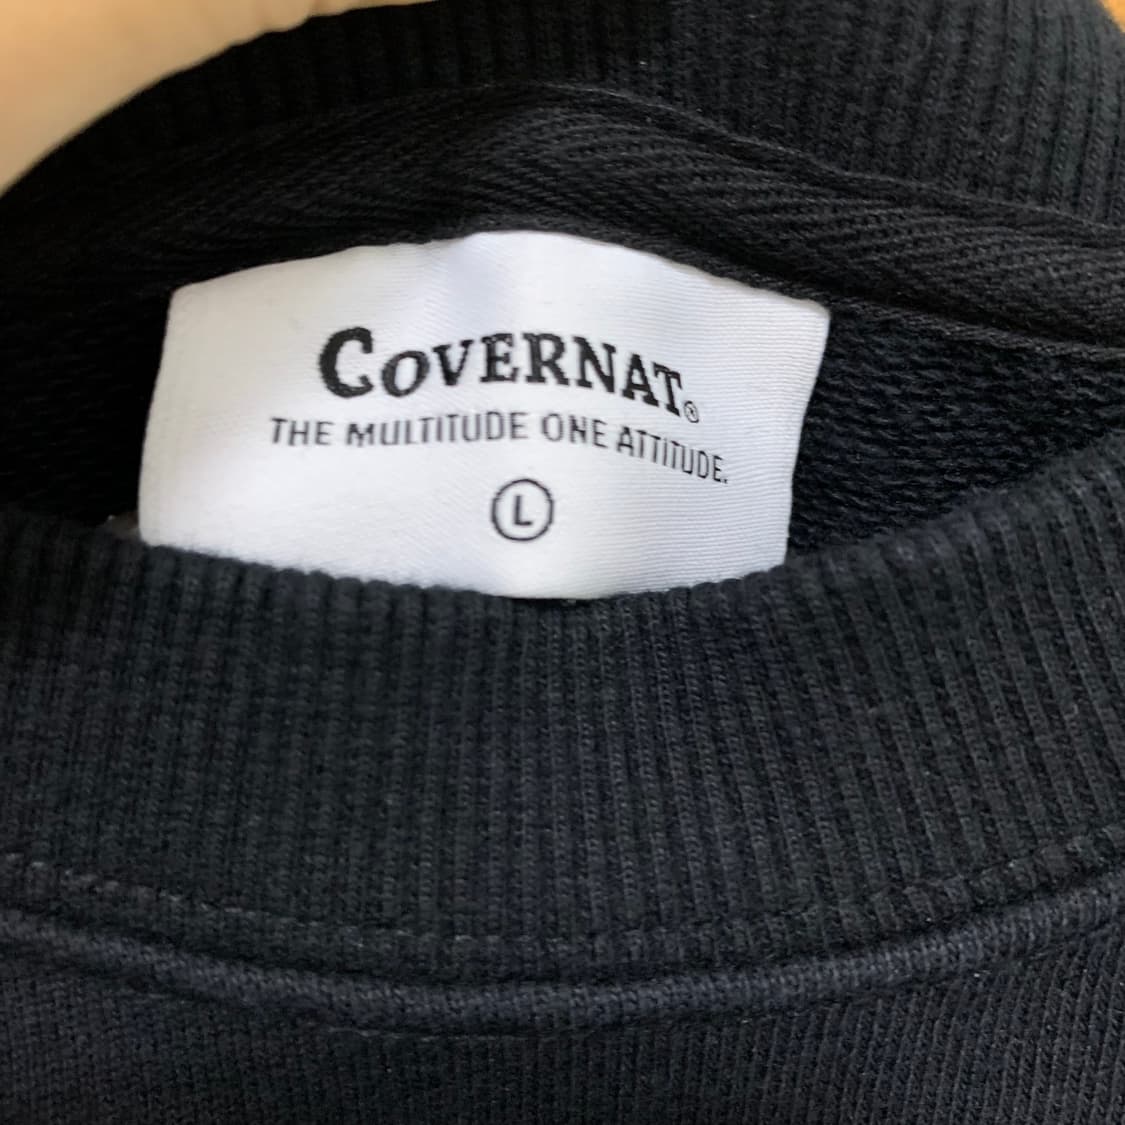 COVERNAT®
THE MULTITUDE ONE ATTITUDE.
L